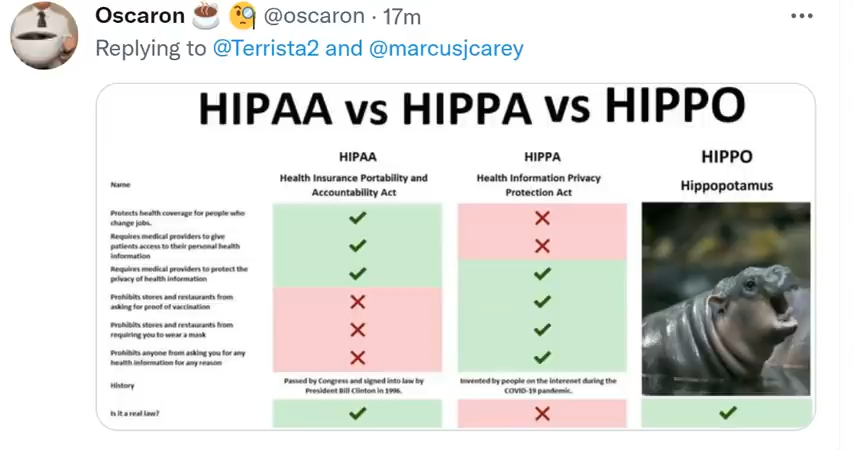 Oscaron ☕ 🧐 @oscaron · 17m
Replying to @Terrista2 and @marcusjcarey
HIPAA vs HIPPA vs HIPPO
HIPAA HIPPA HIPPO
Name
Health Insurance Portability and
Accountability Act
Health Information Privacy
Protection Act
Hippopotamus
Protects health coverage for people who
change jobs. ✓ ✕
Requires medical providers to give
patients access to their personal health
information ✓ ✕
Requires medical providers to protect the
privacy of health information ✓ ✓
Prohibits stores and restaurants from
asking for proof of vaccination ✕ ✓
Prohibits stores and restaurants from
requiring you to wear a mask ✕ ✓
Prohibits anyone from asking you for any
health information for any reason ✕ ✓
History
Passed by Congress and signed into law by
President Bill Clinton in 1996.
Invented by people on the interenet during the
COVID-19 pandemic.
Is it a real law? ✓ ✕ ✓